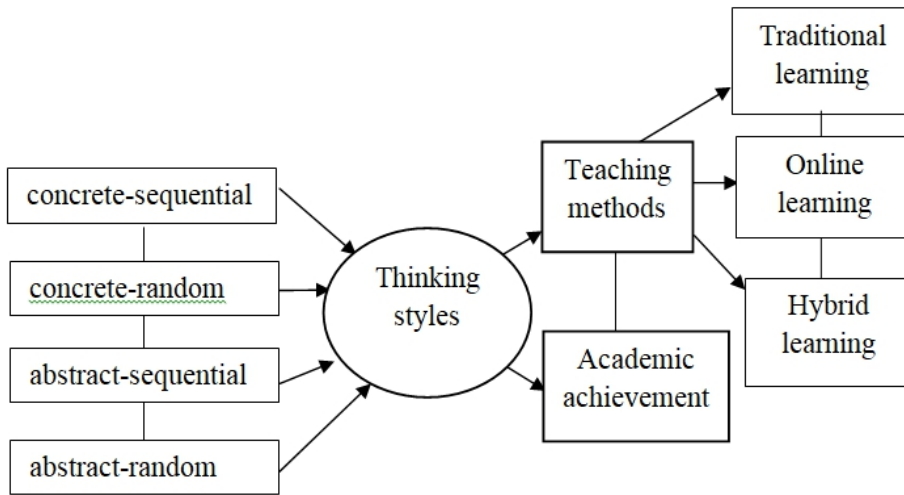 concrete-sequential
concrete-random
abstract-sequential
abstract-random
Thinking
styles
Teaching
methods
Academic
achievement
Traditional
learning
Online
learning
Hybrid
learning